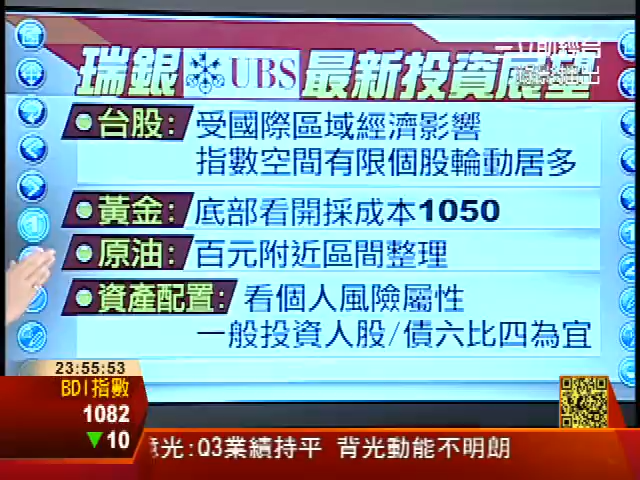 瑞銀 UBS 最新投資展望
台股: 受國際區域經濟影響
指數空間有限個股輪動居多
黃金: 底部看開採成本1050
原油: 百元附近區間整理
資產配置: 看個人風險屬性
一般投資人股/債六比四為宜
23:55:53
BDI指數
1082
▼10
光:Q3業績持平 背光動能不明朗